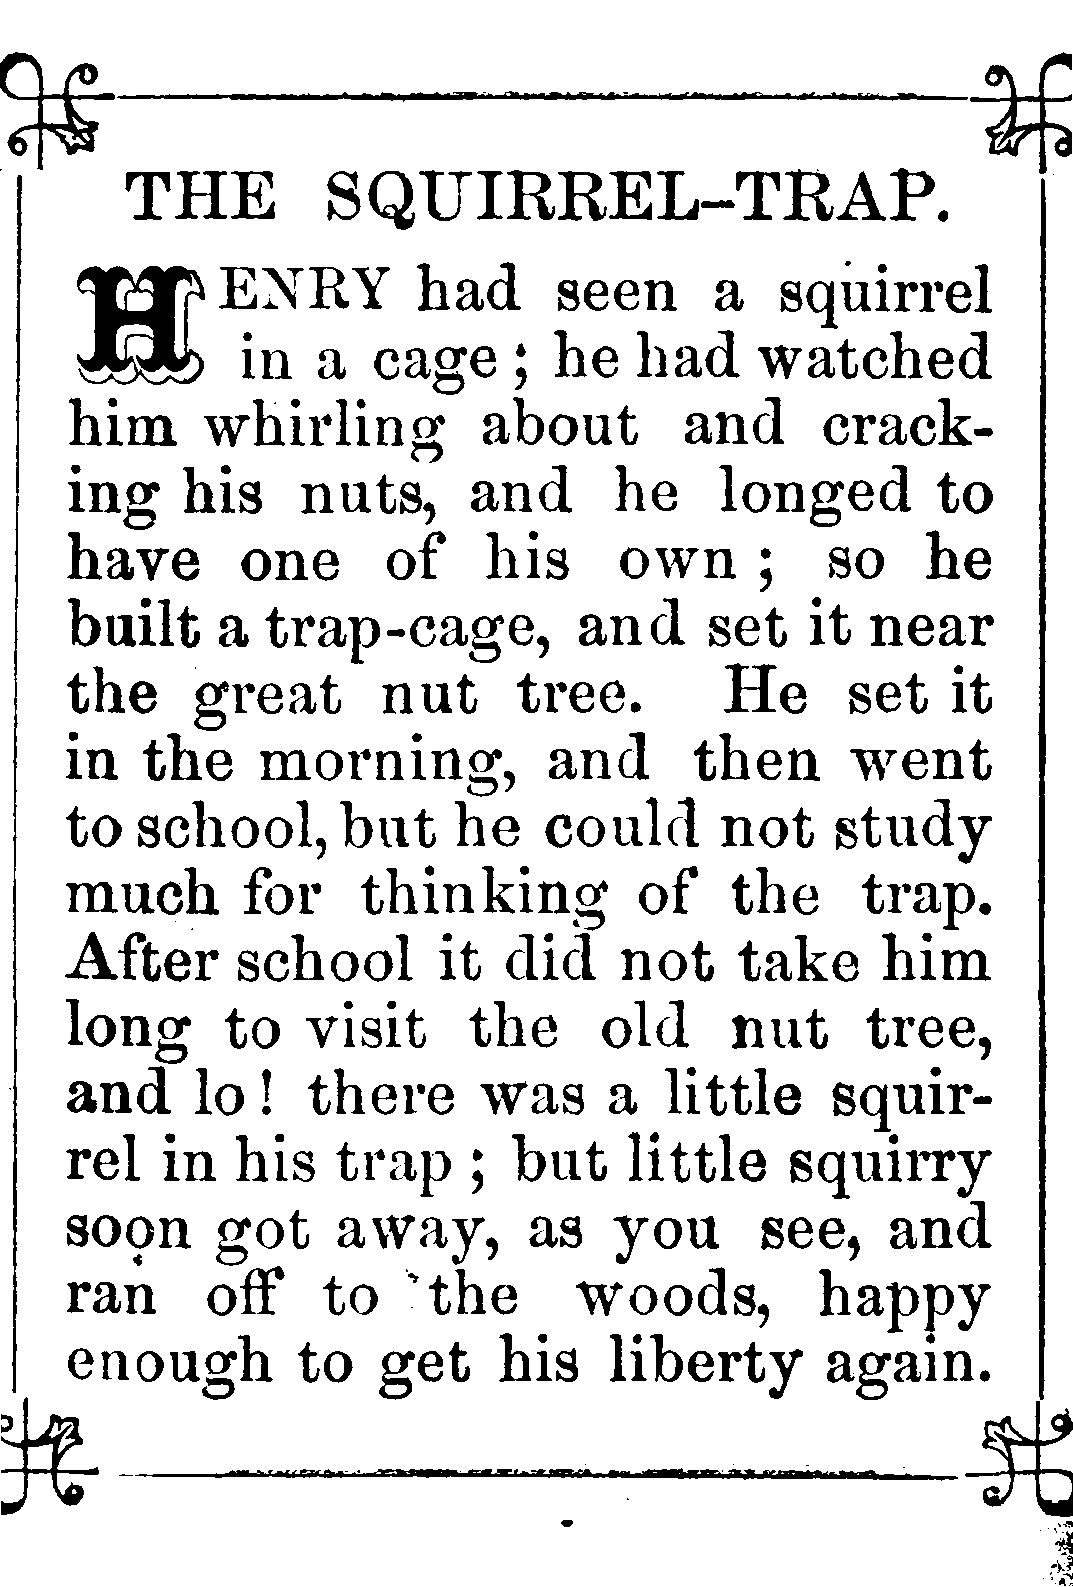 THE SQUIRREL-TRAP.
HENRY had seen a squirrel
in a cage; he had watched
him whirling about and crack-
ing his nuts, and he longed to
have one of his own; so he
built a trap-cage, and set it near
the great nut tree. He set it
in the morning, and then went
to school, but he could not study
much for thinking of the trap.
After school it did not take him
long to visit the old nut tree,
and lo! there was a little squir-
rel in his trap; but little squirry
soon got away, as you see, and
ran off to the woods, happy
enough to get his liberty again.